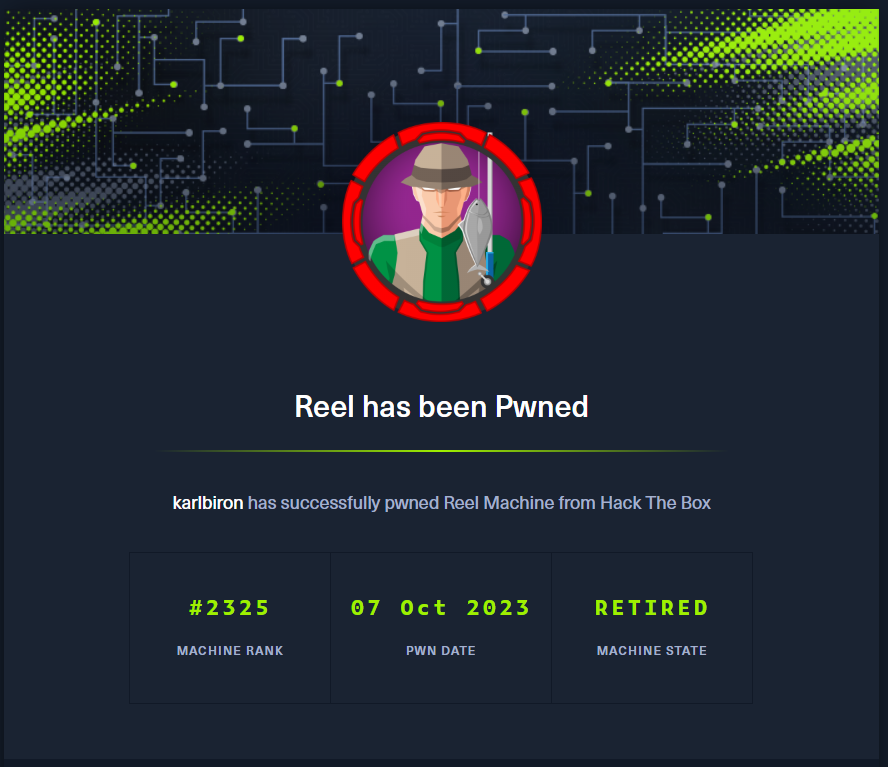 Reel has been Pwned
karlbiron has successfully pwned Reel Machine from Hack The Box
#2325
MACHINE RANK
07 Oct 2023
PWN DATE
RETIRED
MACHINE STATE